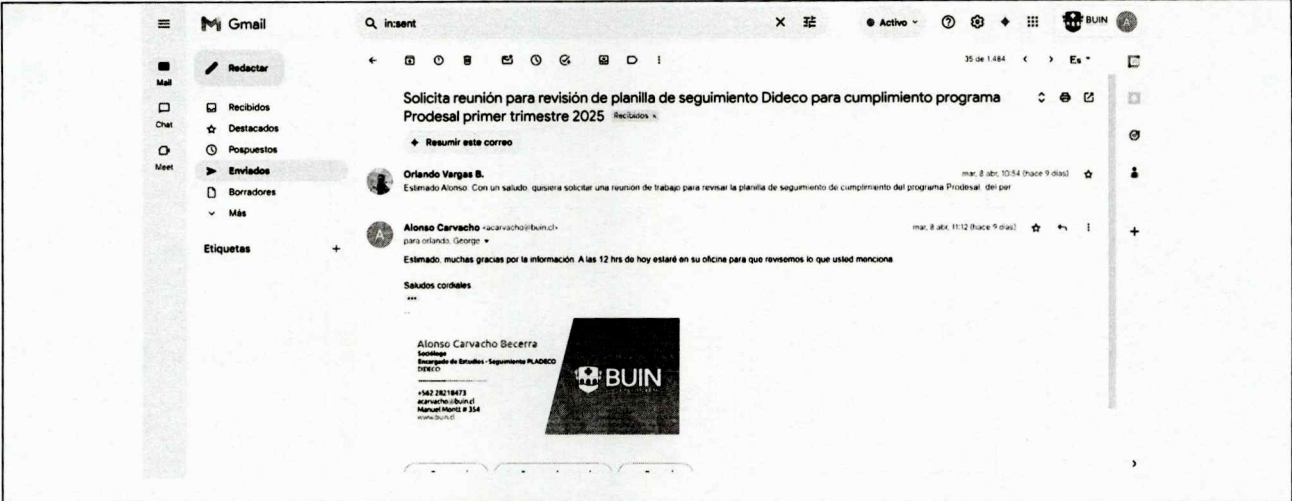 Gmail
in:sent
Activo
BUIN
A
Redactar
35 de 1.484
Es
Mail
Solicita reunión para revisión de planilla de seguimiento Dideco para cumplimiento programa
Prodesal primer trimestre 2025 Recibidos x
Recibidos
Chat
Destacados
Resumir este correo
Pospuestos
Meet
Enviados
Orlando Vargas B.
mar, 8 abr, 10:54 (hace 9 días)
Estimado Alonso. Con un saludo, quisiera solicitar una reunión de trabajo para revisar la planilla de seguimiento de cumplimiento del programa Prodesal, del per
Borradores
Más
Alonso Carvacho <acarvacho@buin.cl>
mar, 8 abr, 11:12 (hace 9 días)
A
para orlando, George
Etiquetas
Estimado, muchas gracias por la información. A las 12 hrs de hoy estaré en su oficina para que revisemos lo que usted menciona
Saludos cordiales
Alonso Carvacho Becerra
Sociólogo
Encargado de Estudios - Seguimiento PLADECO
DIDECO
BUIN
+562 28218473
acarvacho@buin.cl
Manuel Montt # 354
www.buin.cl